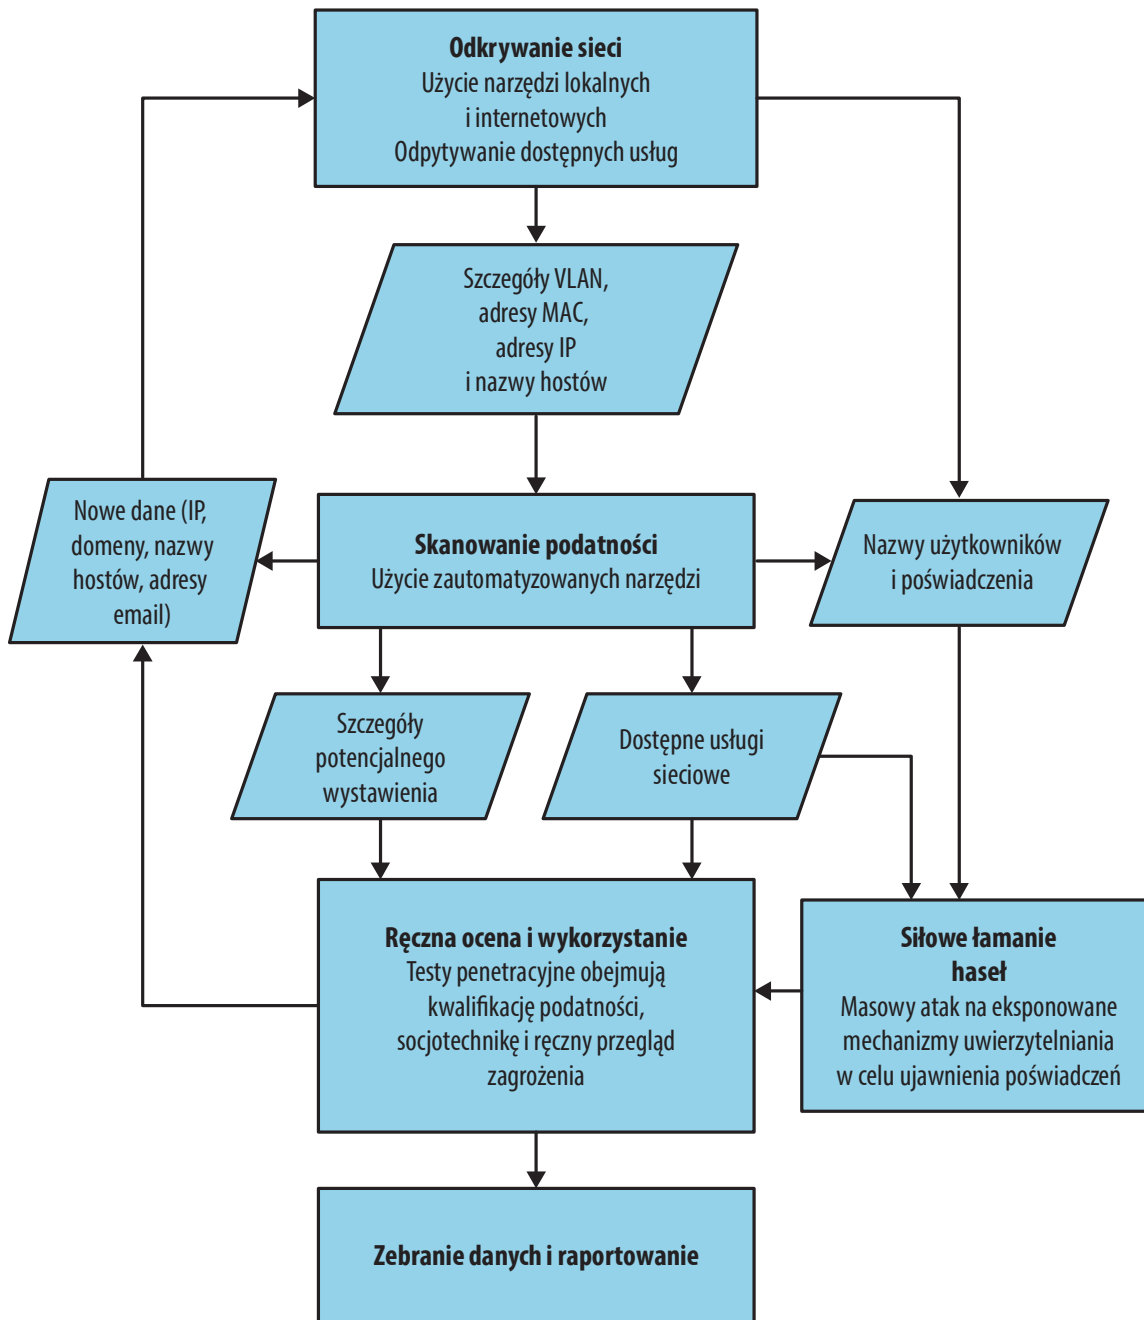 Odkrywanie sieci
Użycie narzędzi lokalnych
i internetowych
Odpytywanie dostępnych usług
Szczegóły VLAN,
adresy MAC,
adresy IP
i nazwy hostów
Nowe dane (IP,
domeny, nazwy
hostów, adresy
email)
Skanowanie podatności
Użycie zautomatyzowanych narzędzi
Nazwy użytkowników
i poświadczenia
Szczegóły
potencjalnego
wystawienia
Dostępne usługi
sieciowe
Ręczna ocena i wykorzystanie
Testy penetracyjne obejmują
kwalifikację podatności,
socjotechnikę i ręczny przegląd
zagrożenia
Siłowe łamanie
haseł
Masowy atak na eksponowane
mechanizmy uwierzytelniania
w celu ujawnienia poświadczeń
Zebranie danych i raportowanie